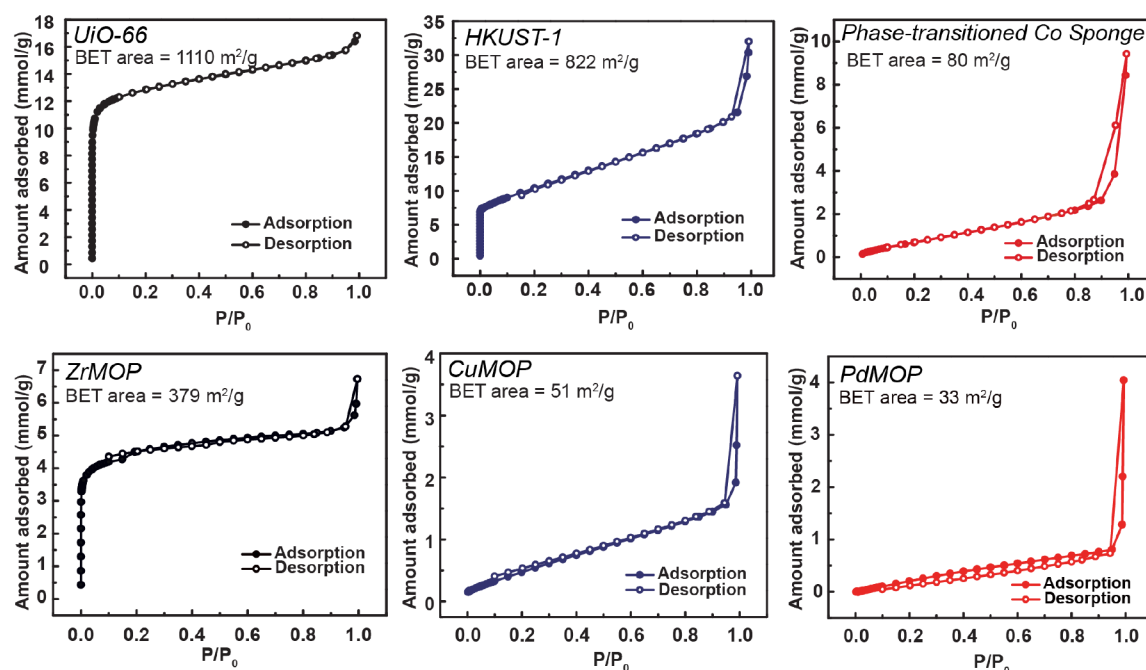 UiO-66
BET area = 1110 m²/g
Amount adsorbed (mmol/g)
18
16
14
12
10
8
6
4
2
0
Adsorption
Desorption
0.0 0.2 0.4 0.6 0.8 1.0
P/P₀
HKUST-1
BET area = 822 m²/g
Amount adsorbed (mmol/g)
35
30
25
20
15
10
5
0
Adsorption
Desorption
0.0 0.2 0.4 0.6 0.8 1.0
P/P₀
Phase-transitioned Co Sponge
BET area = 80 m²/g
Amount adsorbed (mmol/g)
10
8
6
4
2
0
Adsorption
Desorption
0.0 0.2 0.4 0.6 0.8 1.0
P/P₀
ZrMOP
BET area = 379 m²/g
Amount adsorbed (mmol/g)
7
6
5
4
3
2
1
0
Adsorption
Desorption
0.0 0.2 0.4 0.6 0.8 1.0
P/P₀
CuMOP
BET area = 51 m²/g
Amount adsorbed (mmol/g)
4
3
2
1
0
Adsorption
Desorption
0.0 0.2 0.4 0.6 0.8 1.0
P/P₀
PdMOP
BET area = 33 m²/g
Amount adsorbed (mmol/g)
4
3
2
1
0
Adsorption
Desorption
0.0 0.2 0.4 0.6 0.8 1.0
P/P₀